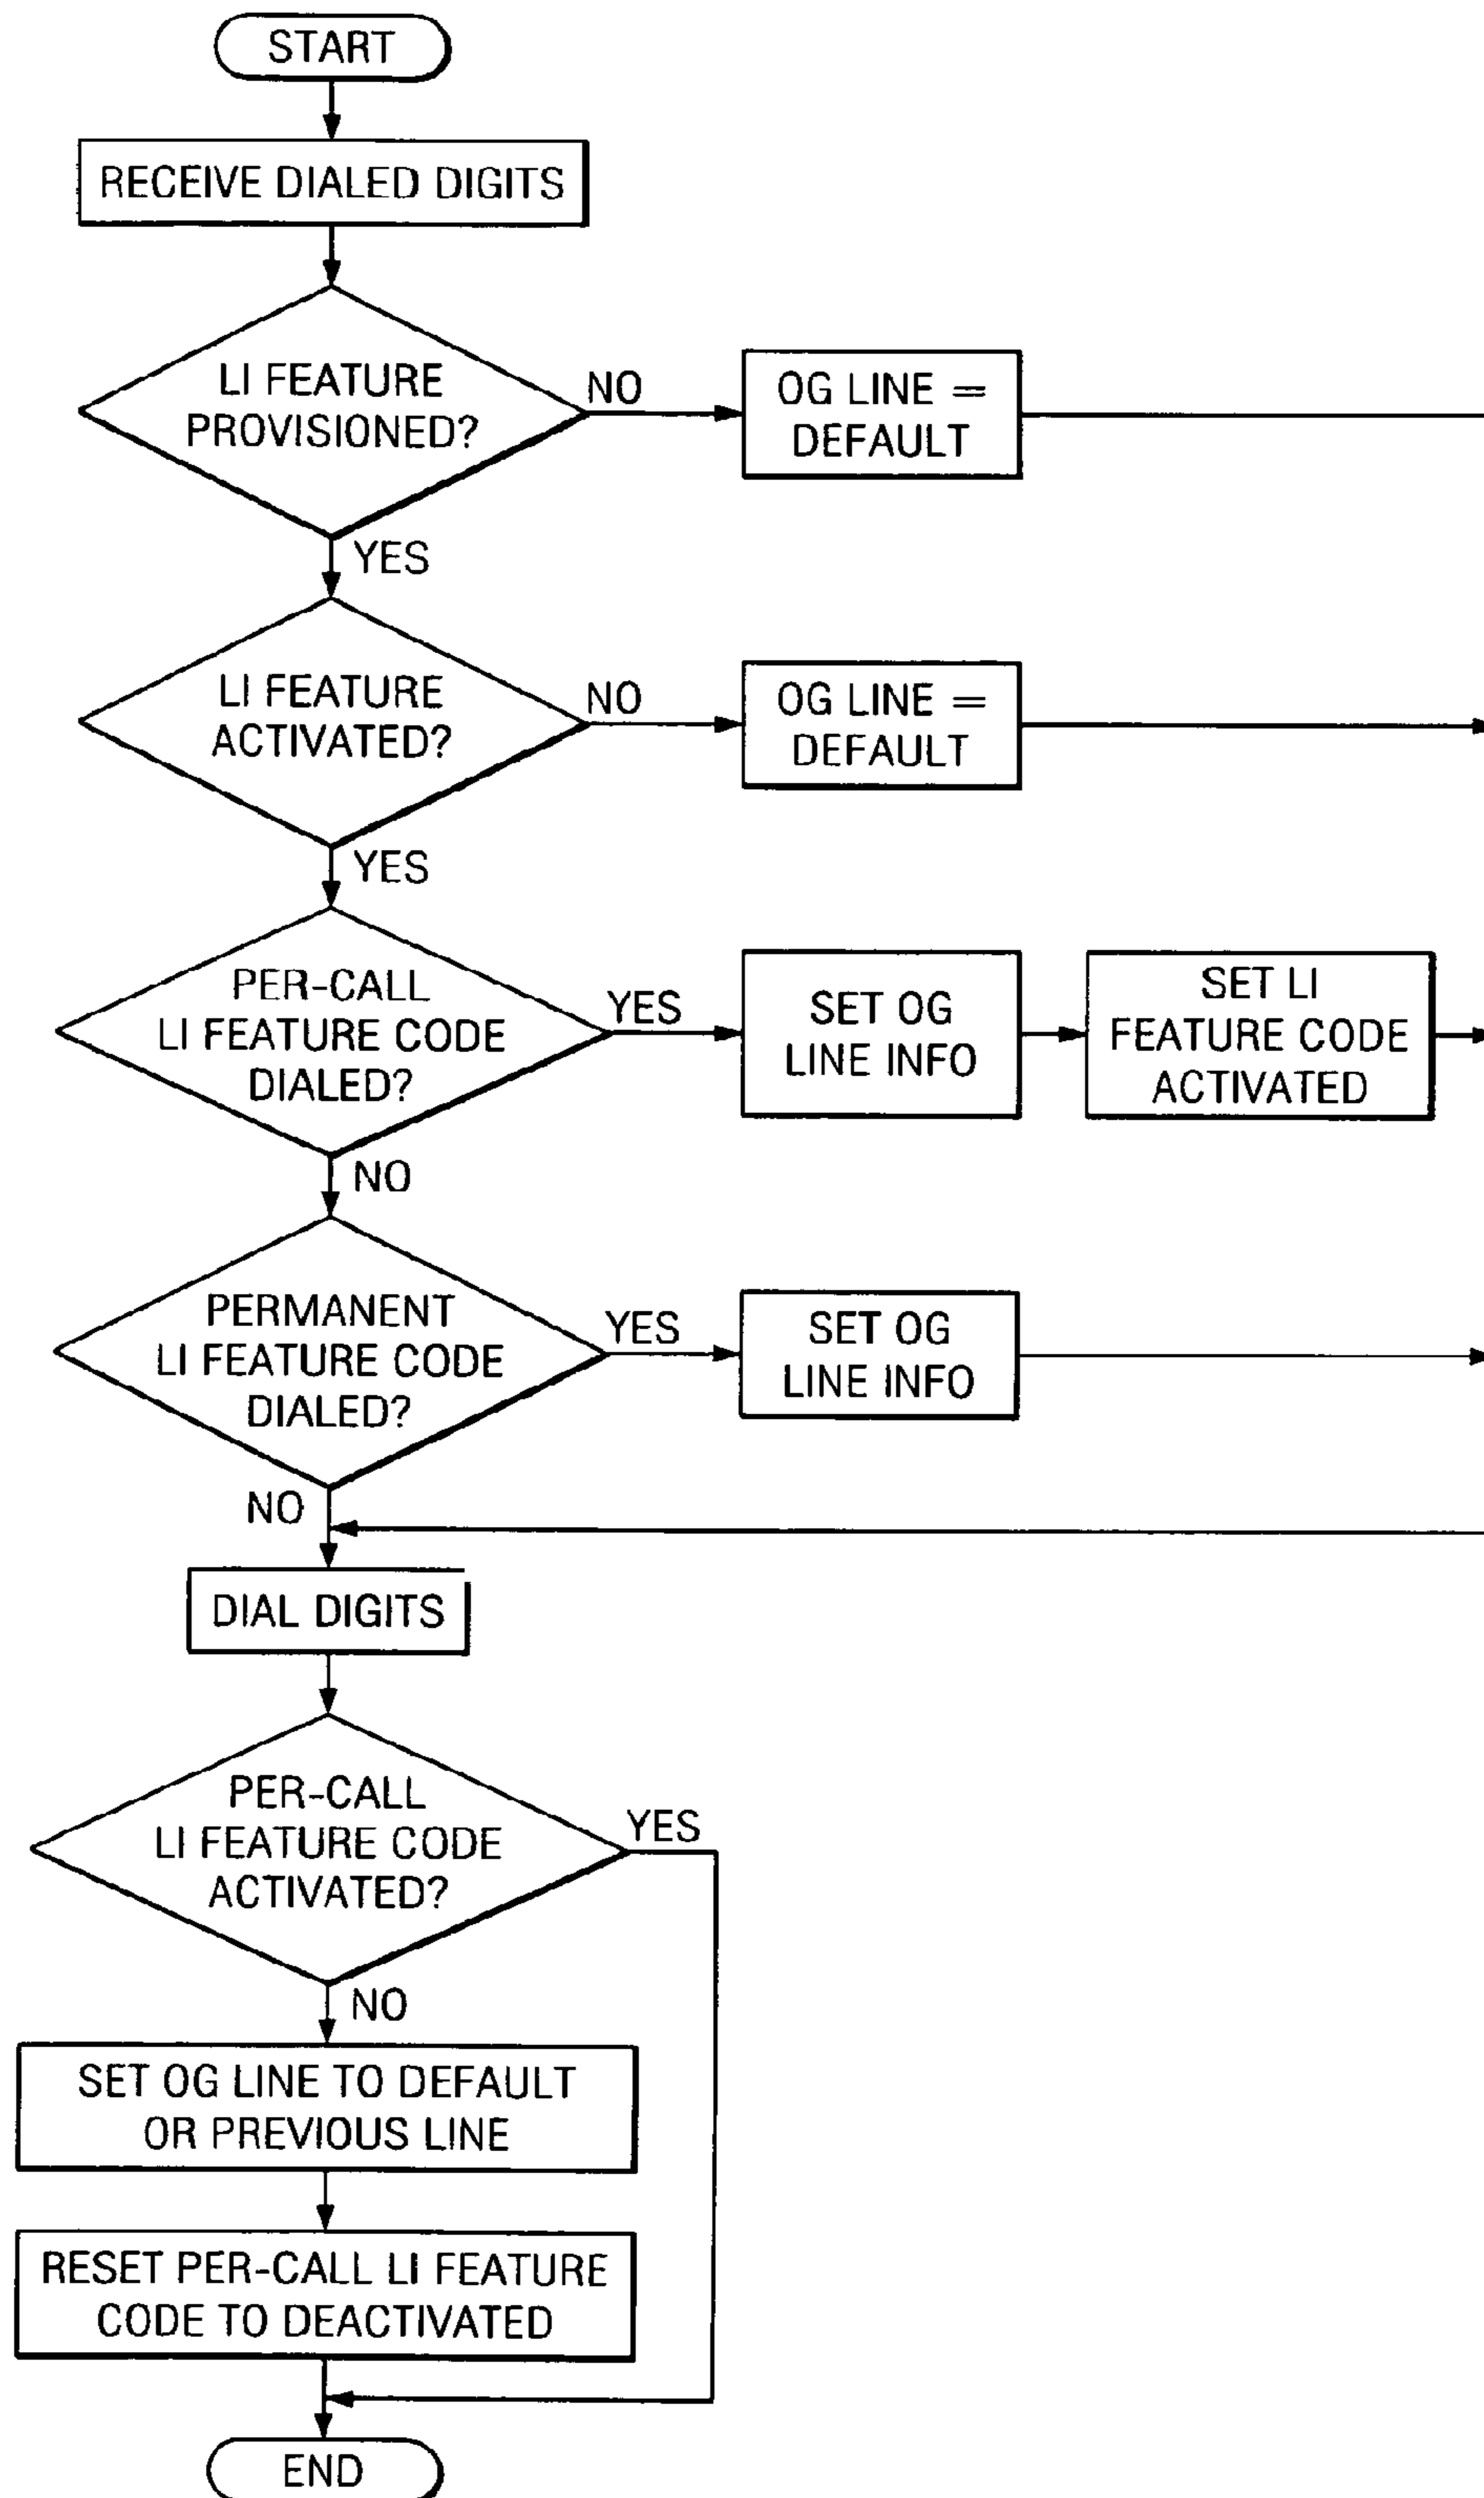 START
RECEIVE DIALED DIGITS
LI FEATURE
PROVISIONED?
NO
OG LINE =
DEFAULT
YES
LI FEATURE
ACTIVATED?
NO
OG LINE =
DEFAULT
YES
PER-CALL
LI FEATURE CODE
DIALED?
YES
SET OG
LINE INFO
SET LI
FEATURE CODE
ACTIVATED
NO
PERMANENT
LI FEATURE CODE
DIALED?
YES
SET OG
LINE INFO
NO
DIAL DIGITS
PER-CALL
LI FEATURE CODE
ACTIVATED?
YES
NO
SET OG LINE TO DEFAULT
OR PREVIOUS LINE
RESET PER-CALL LI FEATURE
CODE TO DEACTIVATED
END